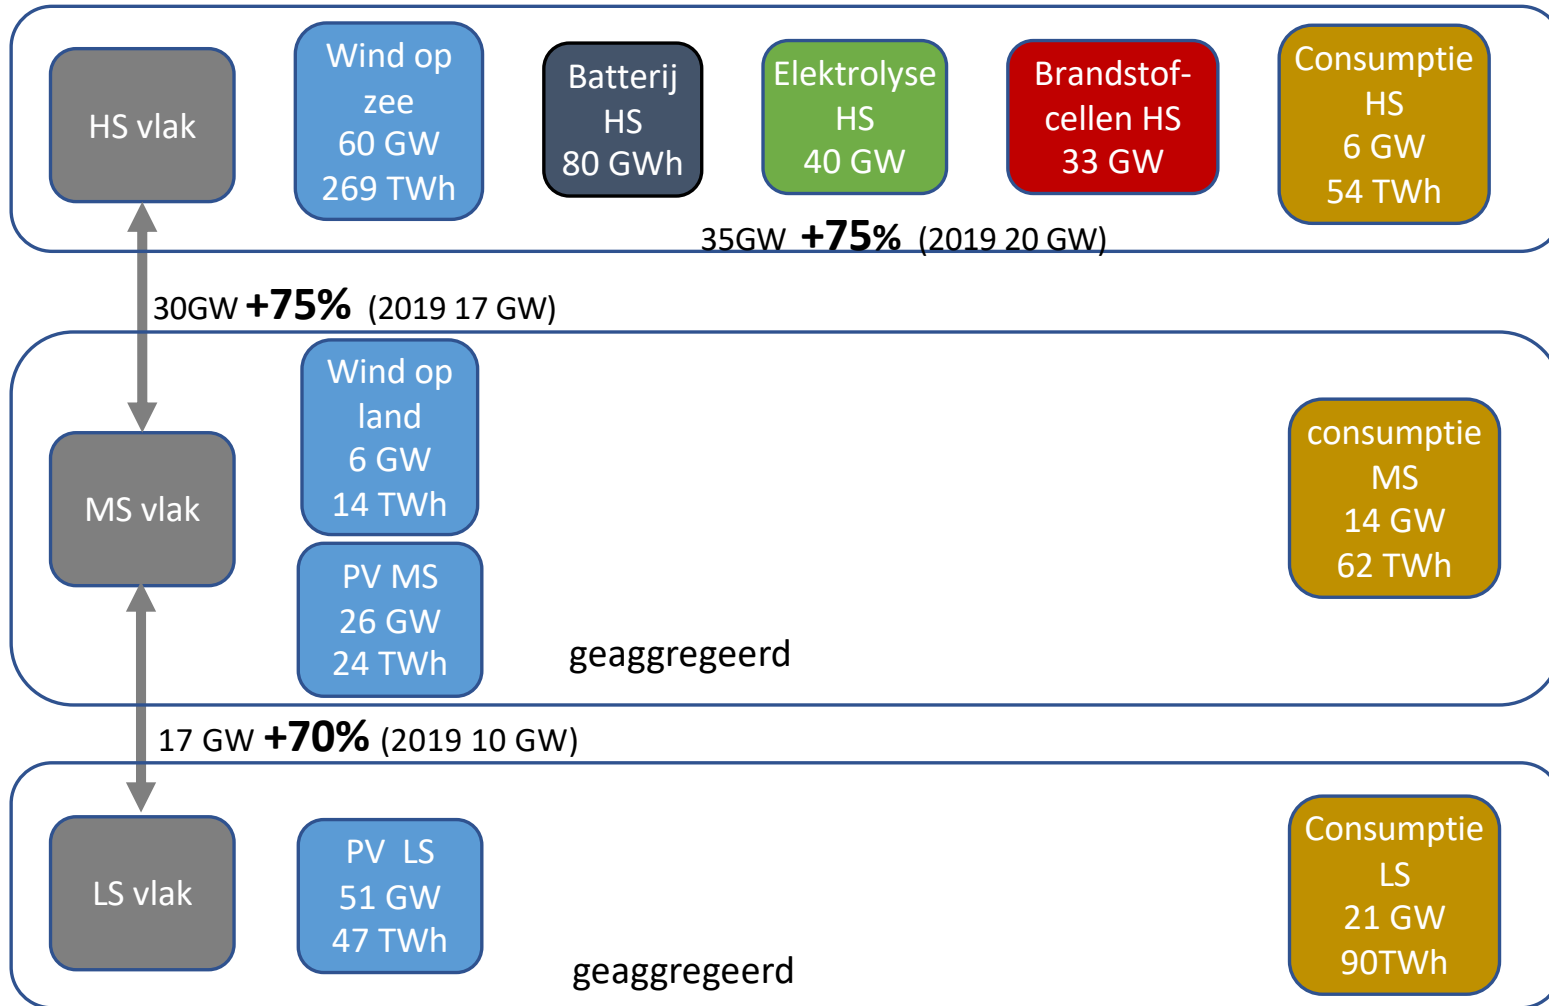 HS vlak
Wind op
zee
60 GW
269 TWh
Batterij
HS
80 GWh
Elektrolyse
HS
40 GW
Brandstof-
cellen HS
33 GW
Consumptie
HS
6 GW
54 TWh
35GW +75% (2019 20 GW)
30GW +75% (2019 17 GW)
MS vlak
Wind op
land
6 GW
14 TWh
PV MS
26 GW
24 TWh
geaggregeerd
consumptie
MS
14 GW
62 TWh
17 GW +70% (2019 10 GW)
LS vlak
PV LS
51 GW
47 TWh
geaggregeerd
Consumptie
LS
21 GW
90TWh